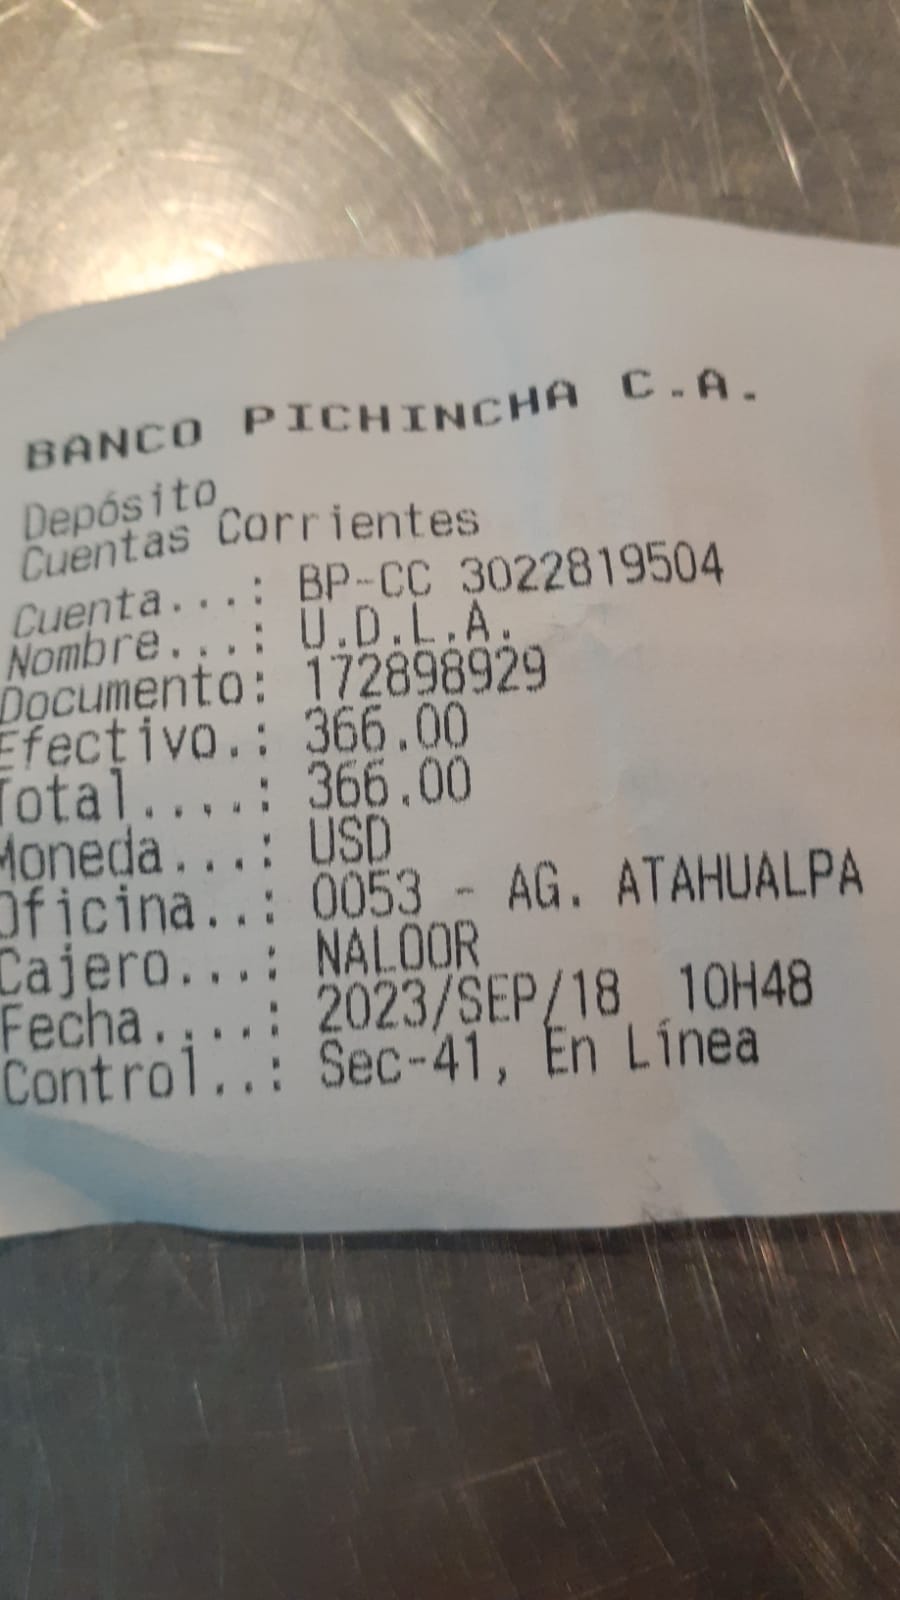 BANCO PICHINCHA C.A.
Depósito
Cuentas Corrientes
Cuenta...: BP-CC 3022819504
Nombre...: U.D.L.A.
Documento: 172898929
Efectivo.: 366.00
Total....: 366.00
Moneda...: USD
Oficina..: 0053 - AG. ATAHUALPA
Cajero...: NALOOR
Fecha....: 2023/SEP/18 10H48
Control..: Sec-41, En Línea